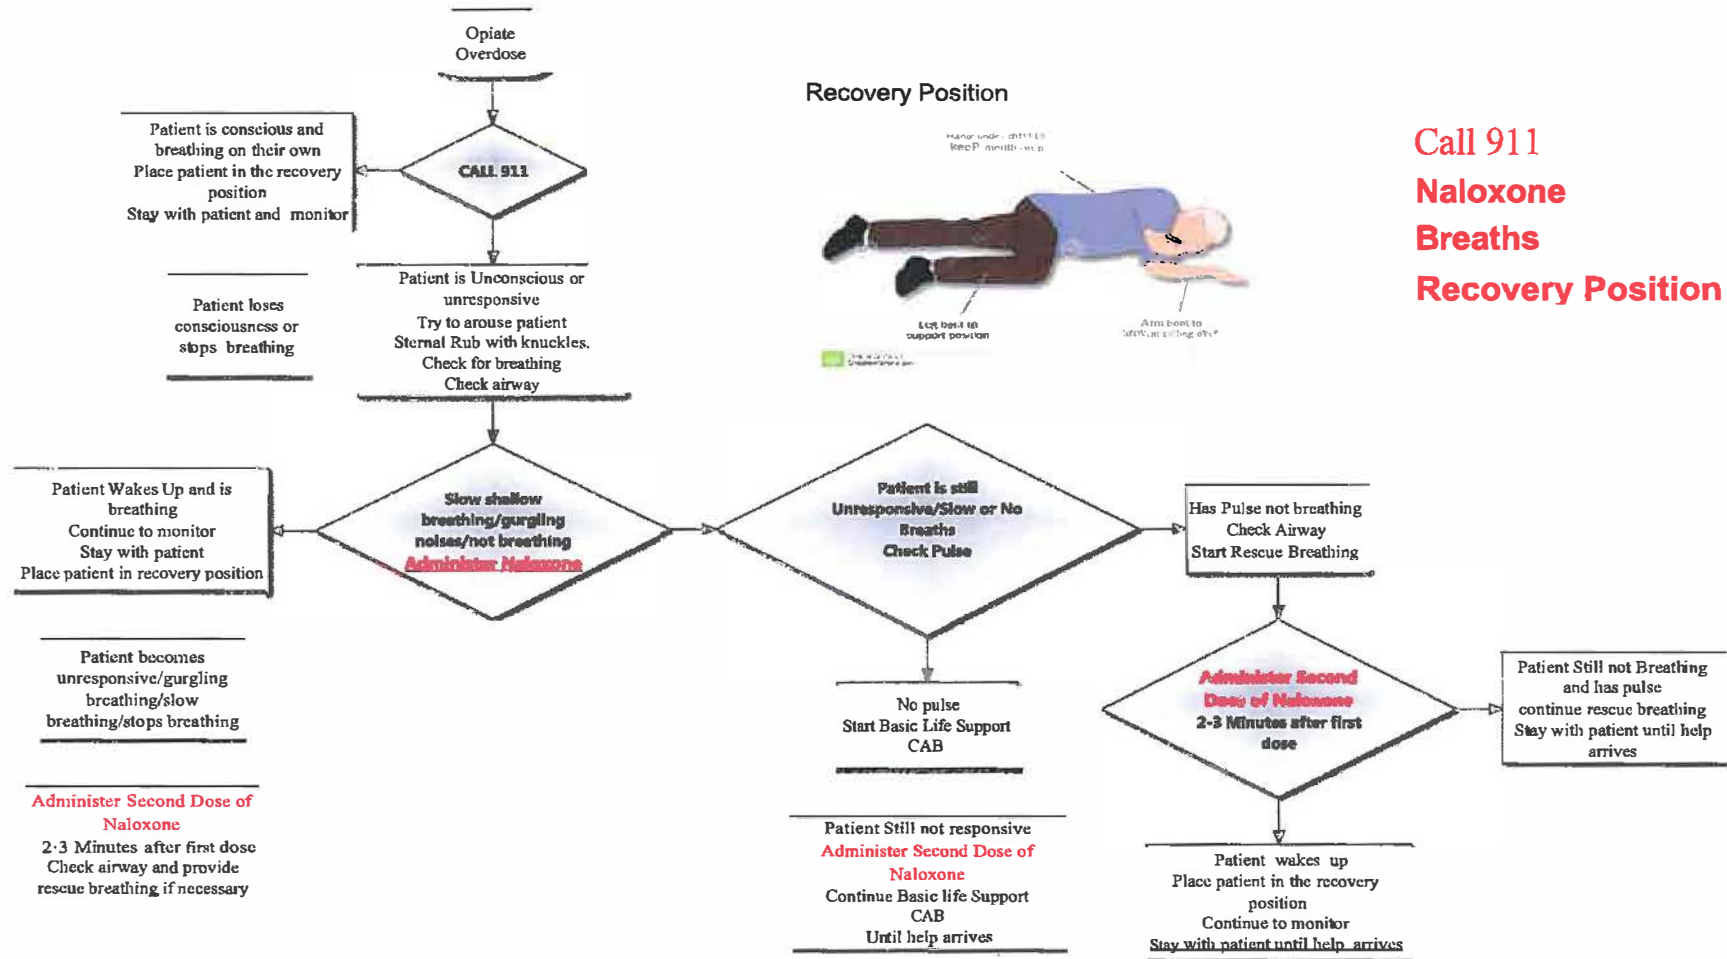 Opiate
Overdose
CALL 911
Patient is conscious and
breathing on their own
Place patient in the recovery
position
Stay with patient and monitor
Patient loses
consciousness or
stops breathing
Patient is Unconscious or
unresponsive
Try to arouse patient
Sternal Rub with knuckles.
Check for breathing
Check airway
Recovery Position
support position
Call 911
Naloxone
Breaths
Recovery Position
Patient Wakes Up and is
breathing
Continue to monitor
Stay with patient
Place patient in recovery position
Slow shallow
breathing/gurgling
noises/not breathing
Administer Naloxone
Patient is still
Unresponsive/Slow or No
Breaths
Check Pulse
Has Pulse not breathing
Check Airway
Start Rescue Breathing
Patient becomes
unresponsive/gurgling
breathing/slow
breathing/stops breathing
Administer Second Dose of
Naloxone
2-3 Minutes after first dose
Check airway and provide
rescue breathing if necessary
No pulse
Start Basic Life Support
CAB
Patient Still not responsive
Administer Second Dose of
Naloxone
Continue Basic life Support
CAB
Until help arrives
Administer Second
Dose of Naloxone
2-3 Minutes after first
dose
Patient Still not Breathing
and has pulse
continue rescue breathing
Stay with patient until help
arrives
Patient wakes up
Place patient in the recovery
position
Continue to monitor
Stay with patient until help arrives